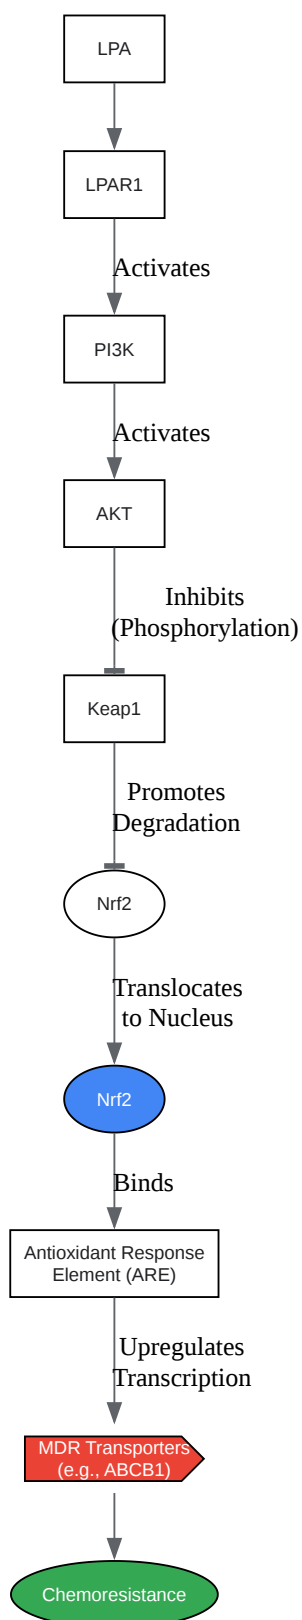 LPA
LPAR1
Activates
PI3K
Activates
AKT
Inhibits
(Phosphorylation)
Keap1
Promotes
Degradation
Nrf2
Translocates
to Nucleus
Nrf2
Binds
Antioxidant Response
Element (ARE)
Upregulates
Transcription
MDR Transporters
(e.g., ABCB1)
Chemoresistance